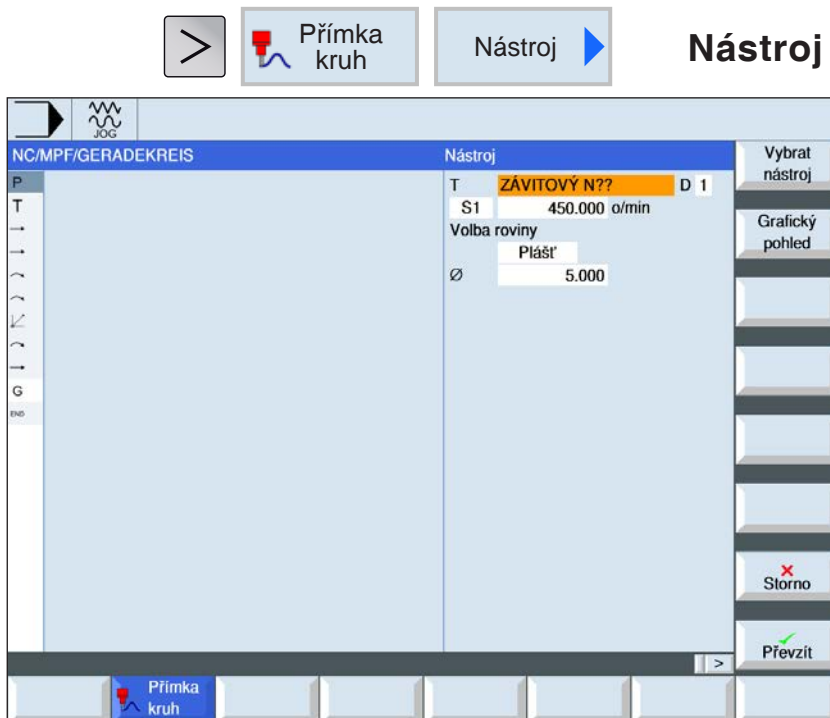 >
Přímka
kruh
Nástroj
Nástroj
JOG
NC/MPF/GERADEKREIS
Nástroj
Vybrat
nástroj
P
T
G
END
T ZÁVITOVÝ N?? D 1
S1 450.000 o/min
Volba roviny
Plášť
Ø 5.000
Grafický
pohled
Storno
Převzít
>
Přímka
kruh